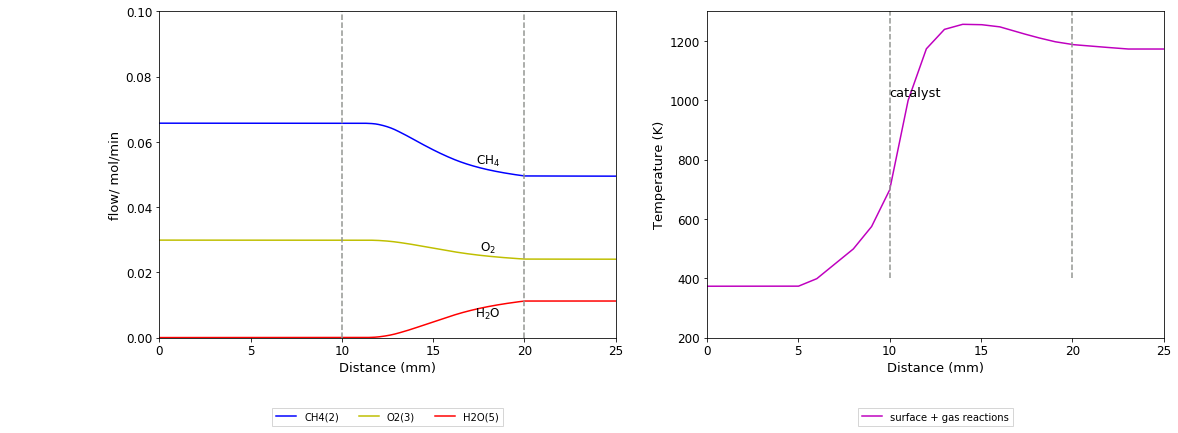 0.10
0.08
0.06
0.04
0.02
0.00
flow/ mol/min
CH4
O2
H2O
0 5 10 15 20 25
Distance (mm)
CH4(2) O2(3) H2O(5)
1200
1000
800
600
400
200
Temperature (K)
catalyst
0 5 10 15 20 25
Distance (mm)
surface + gas reactions